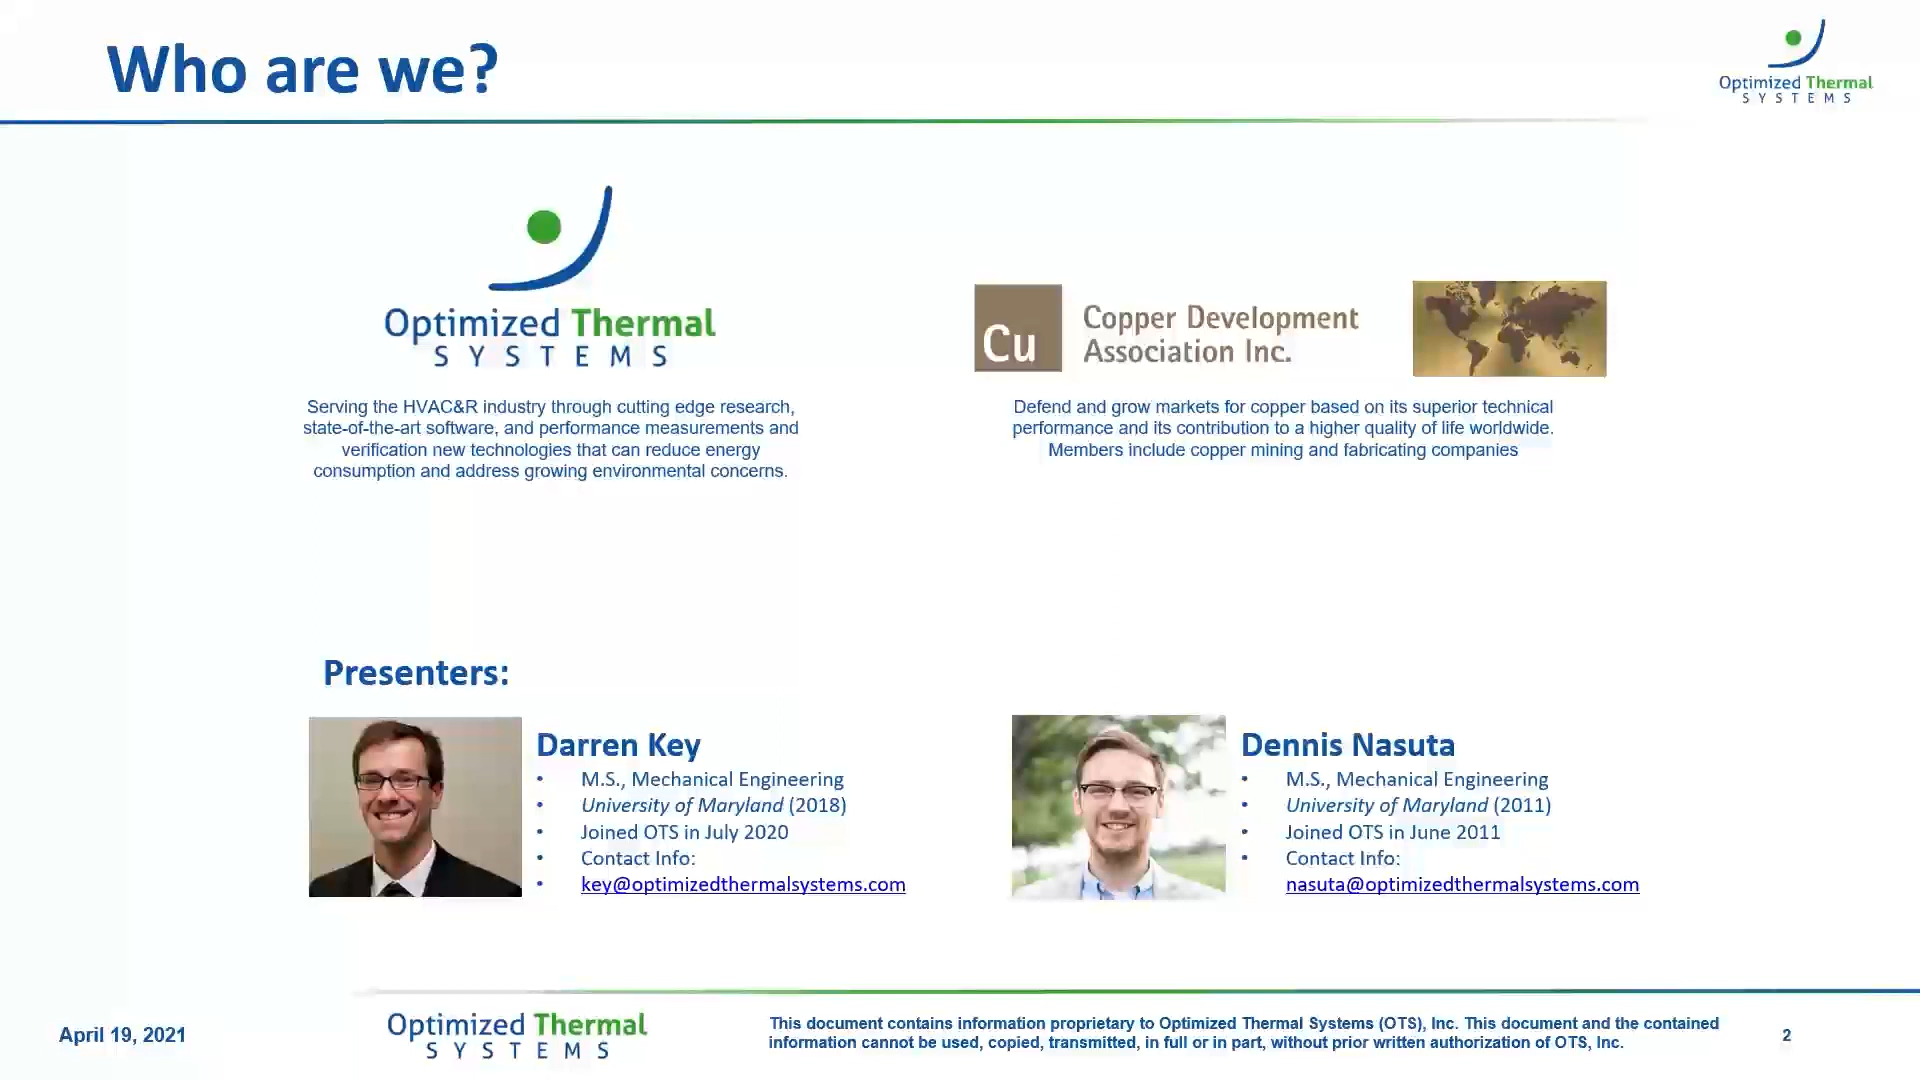 Who are we?
Optimized Thermal
SYSTEMS
Optimized Thermal
SYSTEMS
Serving the HVAC&R industry through cutting edge research,
state-of-the-art software, and performance measurements and
verification new technologies that can reduce energy
consumption and address growing environmental concerns.
Cu
Copper Development
Association Inc.
Defend and grow markets for copper based on its superior technical
performance and its contribution to a higher quality of life worldwide.
Members include copper mining and fabricating companies
Presenters:
Darren Key
• M.S., Mechanical Engineering
• University of Maryland (2018)
• Joined OTS in July 2020
• Contact Info:
• key@optimizedthermalsystems.com
Dennis Nasuta
• M.S., Mechanical Engineering
• University of Maryland (2011)
• Joined OTS in June 2011
• Contact Info:
nasuta@optimizedthermalsystems.com
April 19, 2021
Optimized Thermal
SYSTEMS
This document contains information proprietary to Optimized Thermal Systems (OTS), Inc. This document and the contained
information cannot be used, copied, transmitted, in full or in part, without prior written authorization of OTS, Inc.
2